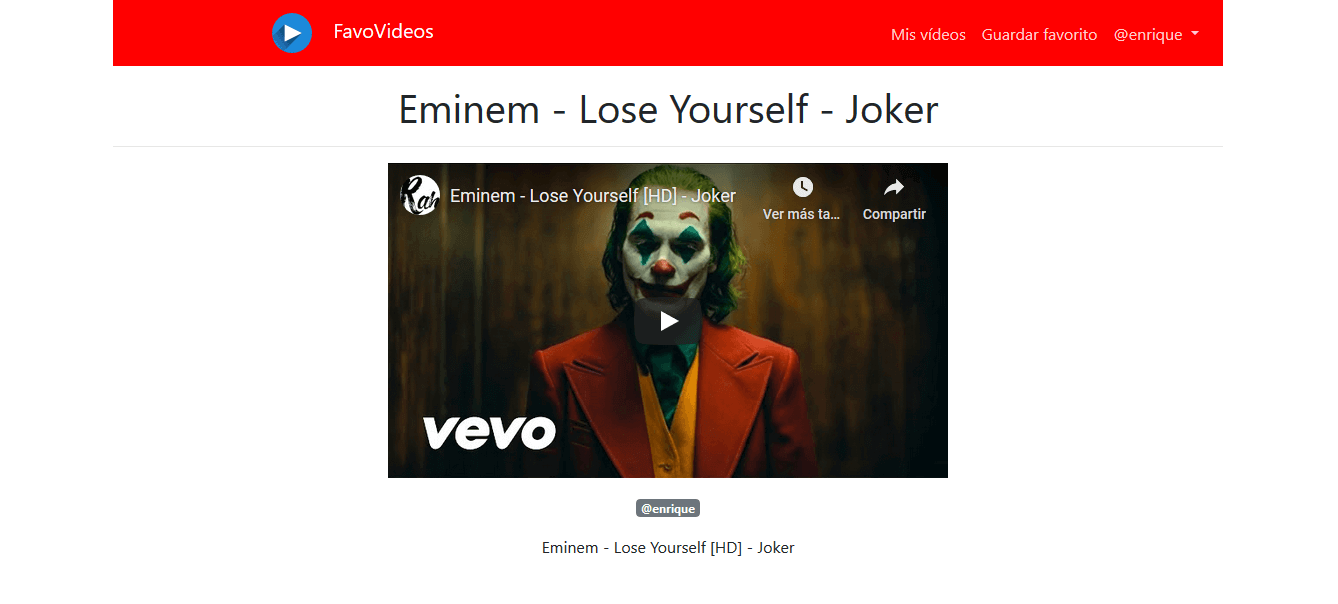 FavoVideos
Mis vídeos Guardar favorito @enrique
Eminem - Lose Yourself - Joker
Rah
Eminem - Lose Yourself [HD] - Joker
Ver más ta...
Compartir
vevo
@enrique
Eminem - Lose Yourself [HD] - Joker